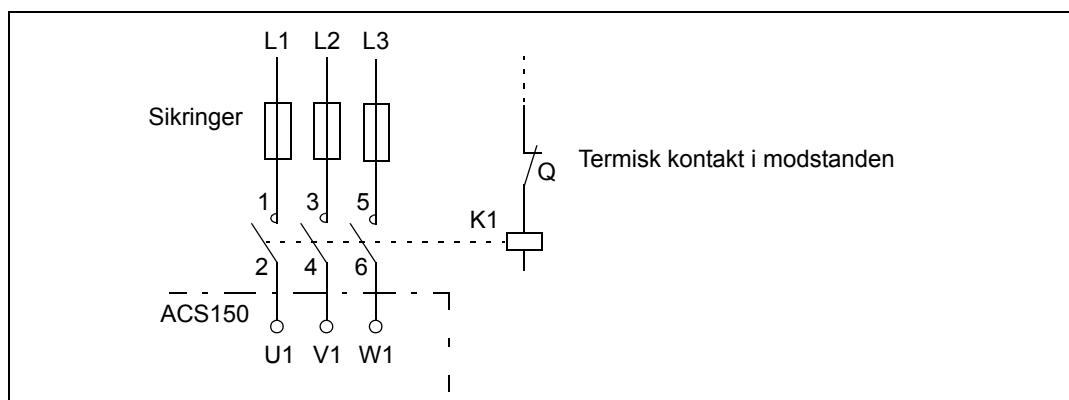 L1 L2 L3
Sikringer
Termisk kontakt i modstanden
Q
1 3 5
K1
2 4 6
ACS150
U1 V1 W1